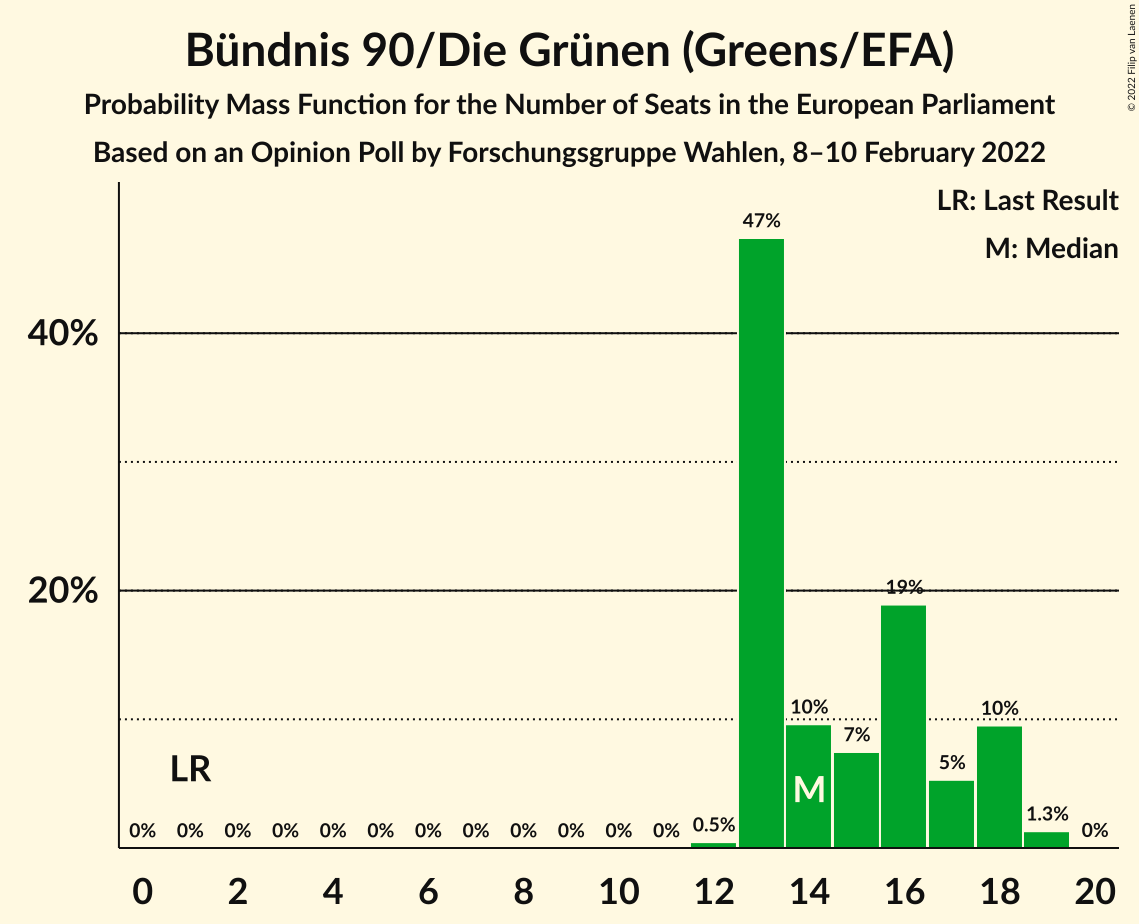 Bündnis 90/Die Grünen (Greens/EFA)
Probability Mass Function for the Number of Seats in the European Parliament
Based on an Opinion Poll by Forschungsgruppe Wahlen, 8–10 February 2022
© 2022 Filip van Laenen
LR: Last Result
M: Median
47%
40%
20%
19%
10%
7%
10%
5%
LR
M
0% 0% 0% 0% 0% 0% 0% 0% 0% 0% 0% 0% 0.5% 1.3% 0%
0 2 4 6 8 10 12 14 16 18 20